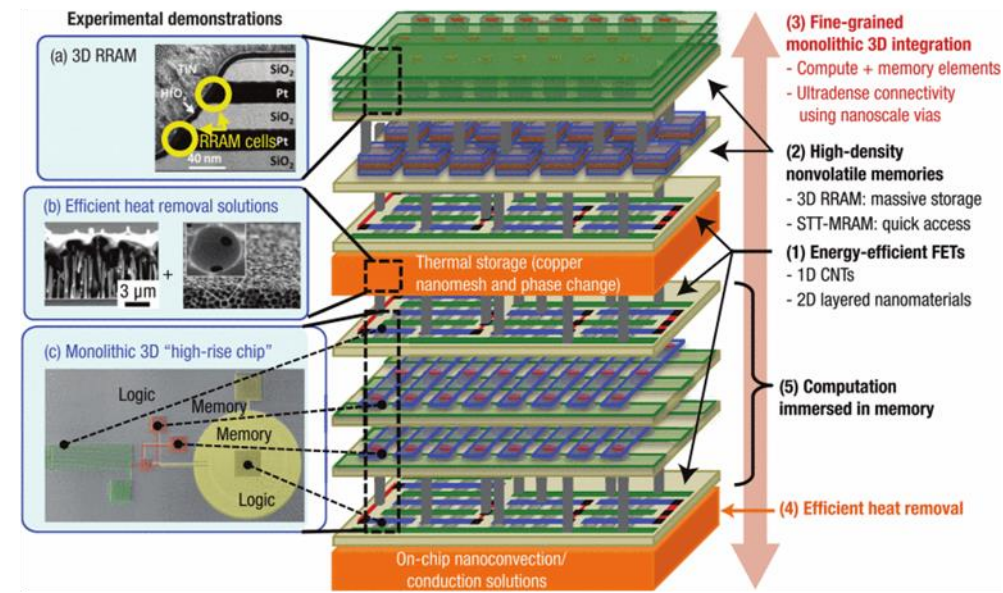 Experimental demonstrations
(a) 3D RRAM
TiN
HfOx
SiO2
Pt
SiO2
Pt
SiO2
RRAM cells
40 nm
(b) Efficient heat removal solutions
3 μm
+
(c) Monolithic 3D “high-rise chip”
Logic
Memory
Memory
Logic
Thermal storage (copper
nanomesh and phase change)
On-chip nanoconvection/
conduction solutions
(3) Fine-grained
monolithic 3D integration
- Compute + memory elements
- Ultradense connectivity
using nanoscale vias
(2) High-density
nonvolatile memories
- 3D RRAM: massive storage
- STT-MRAM: quick access
(1) Energy-efficient FETs
- 1D CNTs
- 2D layered nanomaterials
(5) Computation
immersed in memory
(4) Efficient heat removal